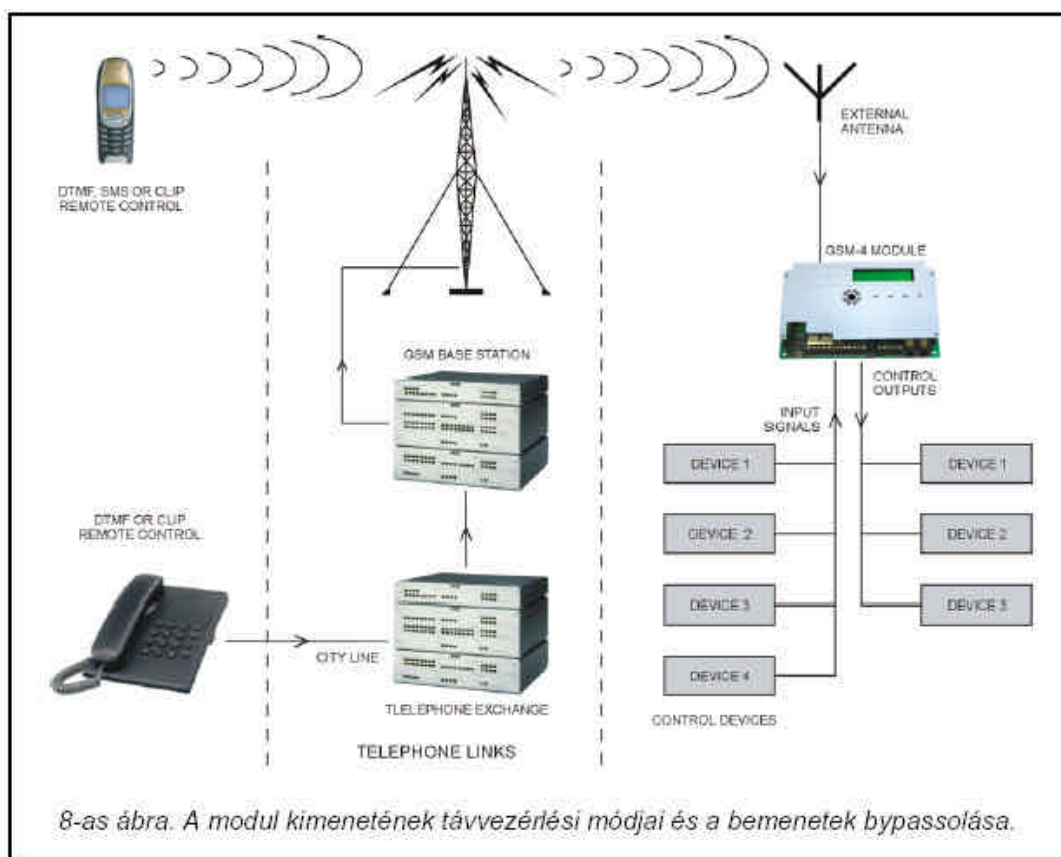 EXTERNAL
ANTENNA
DTMF, SMS OR CLIP
REMOTE CONTROL
GSM-4 MODULE
GSM BASE STATION
CONTROL
OUTPUTS
INPUT
SIGNALS
DEVICE 1
DEVICE 1
DTMF OR CLIP
REMOTE CONTROL
DEVICE 2
DEVICE 2
DEVICE 3
DEVICE 3
CITY LINE
DEVICE 4
TLELEPHONE EXCHANGE
CONTROL DEVICES
TELEPHONE LINKS
8-as ábra. A modul kimenetének távvezérlési módjai és a bemenetek bypassolása.